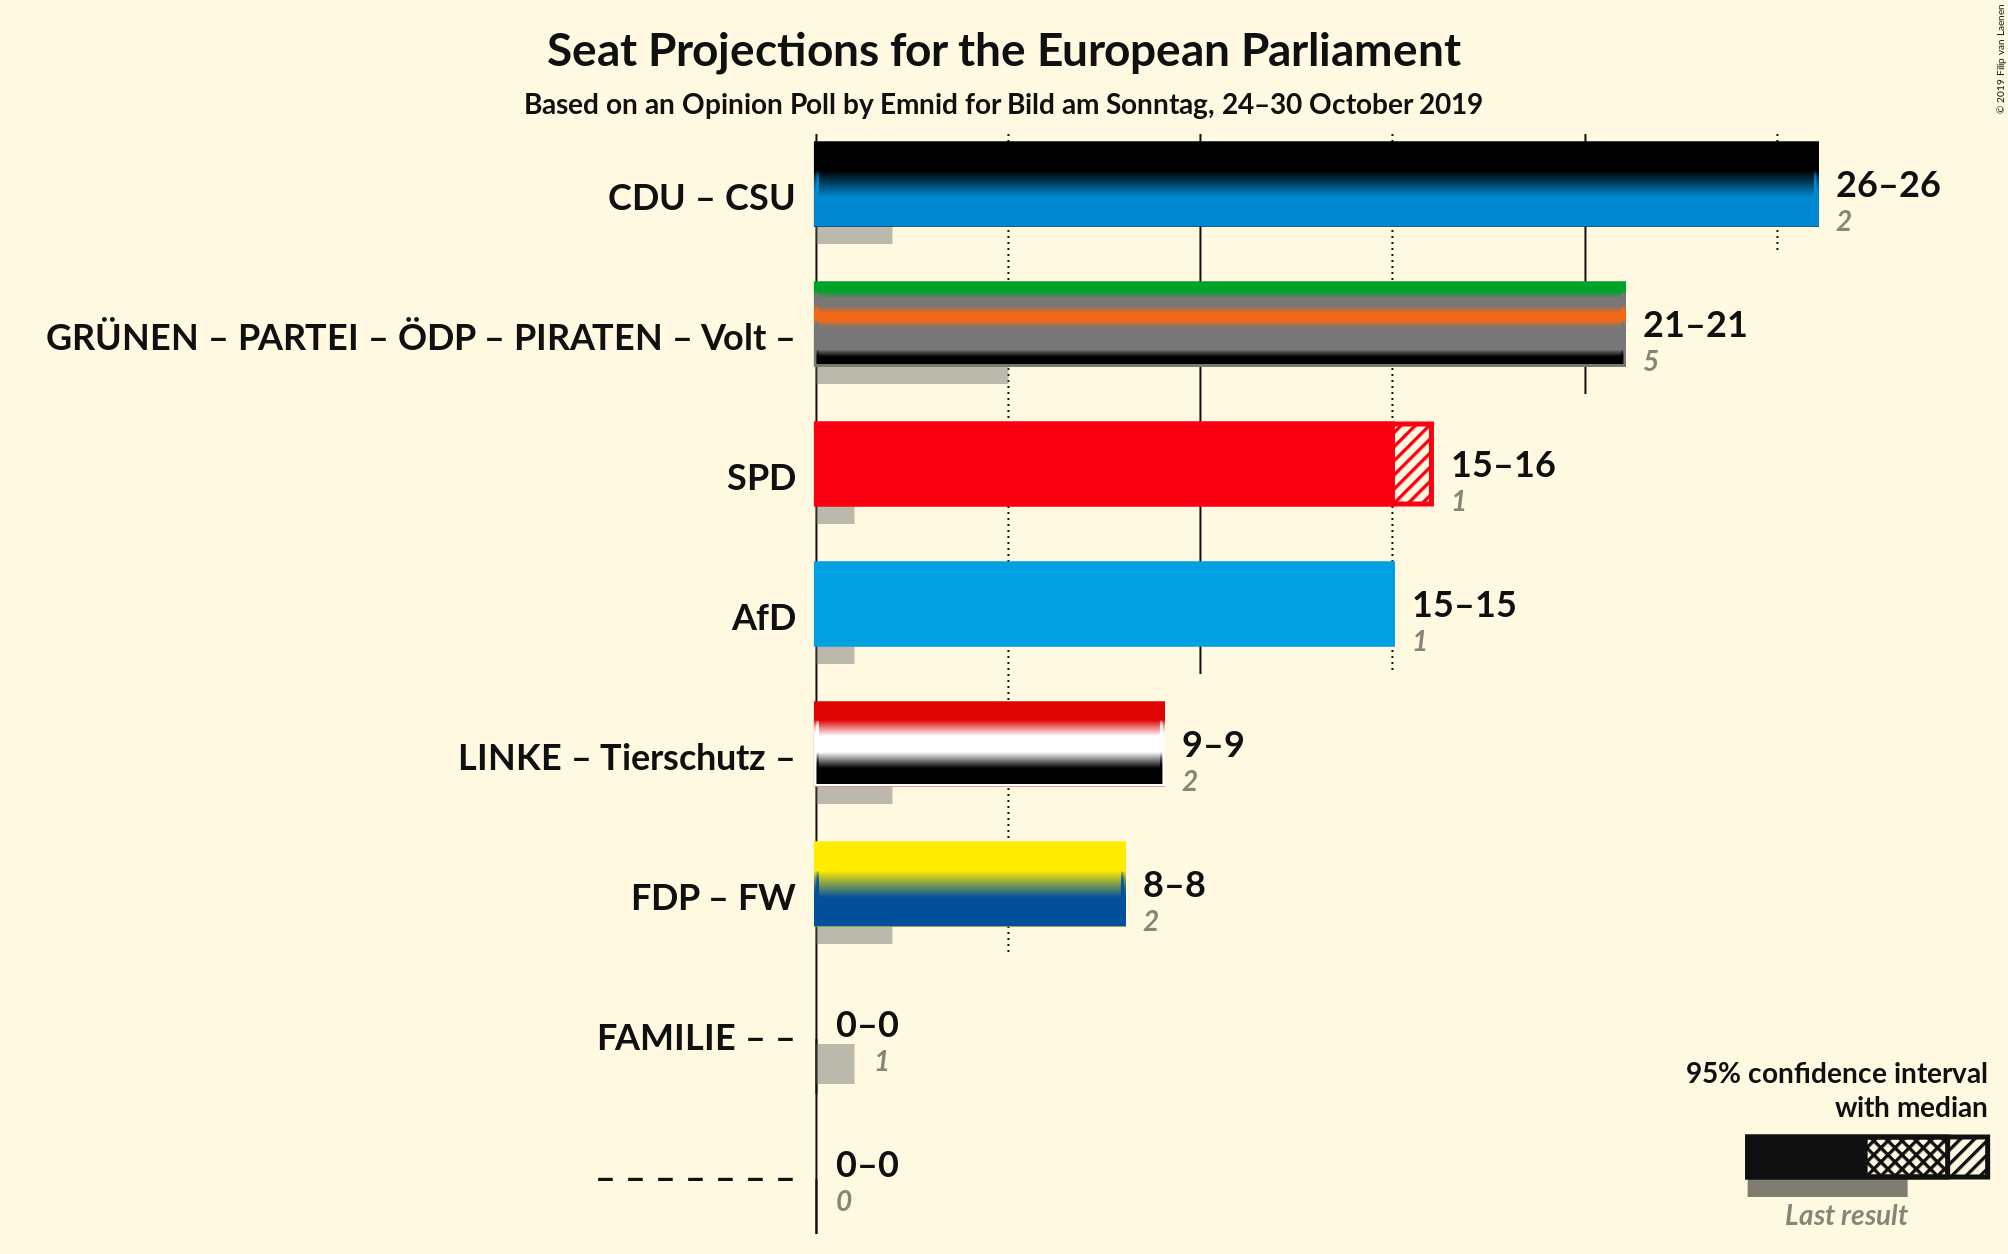 Seat Projections for the European Parliament
Based on an Opinion Poll by Emnid for Bild am Sonntag, 24–30 October 2019
© 2019 Filip van Laenen
CDU – CSU
26–26
2
GRÜNEN – PARTEI – ÖDP – PIRATEN – Volt –
21–21
5
SPD
15–16
1
AfD
15–15
1
LINKE – Tierschutz –
9–9
2
FDP – FW
8–8
2
FAMILIE – –
0–0
1
– – – – – – –
0–0
0
95% confidence interval
with median
Last result